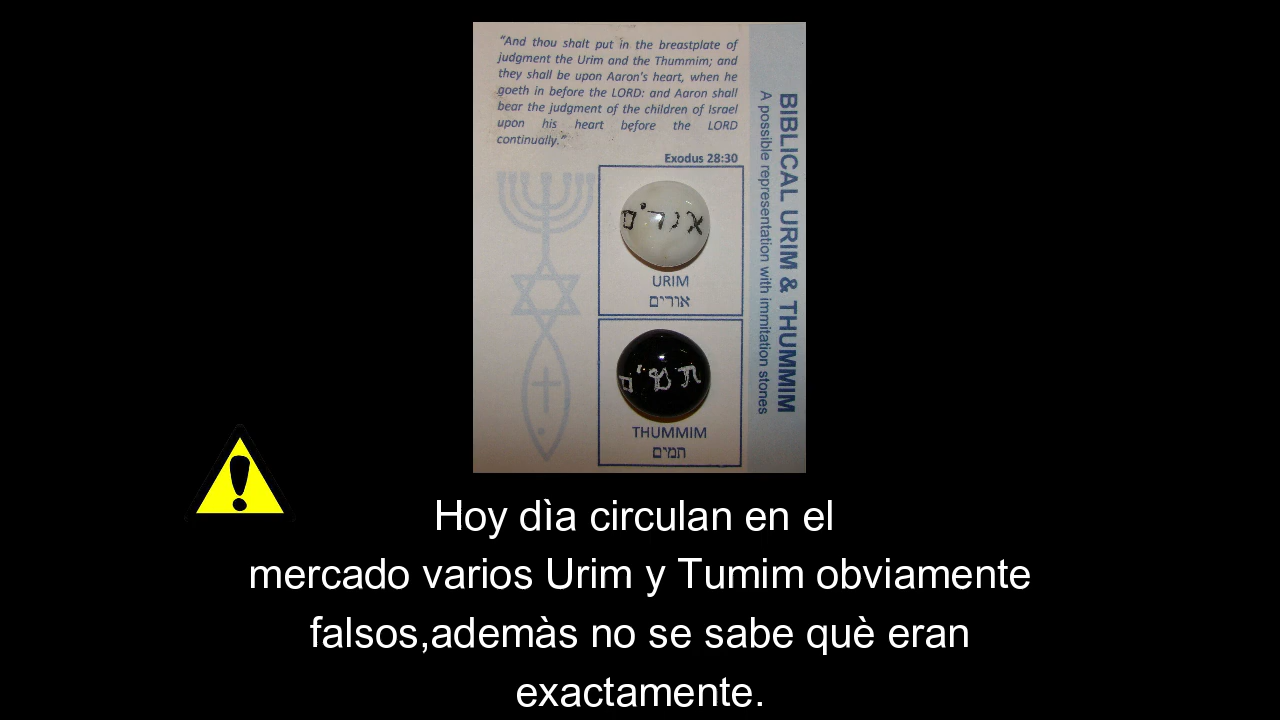 “And thou shalt put in the breastplate of
judgment the Urim and the Thummim; and
they shall be upon Aaron's heart, when he
goeth in before the LORD: and Aaron shall
bear the judgment of the children of Israel
upon his heart before the LORD
continually.”
Exodus 28:30
אורים
URIM
אורים
תמים
THUMMIM
תמים
BIBLICAL URIM & THUMMIM
A possible representation with immitation stones
Hoy dìa circulan en el
mercado varios Urim y Tumim obviamente
falsos,ademàs no se sabe què eran
exactamente.